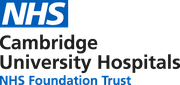 NHS
Cambridge
University Hospitals
NHS Foundation Trust